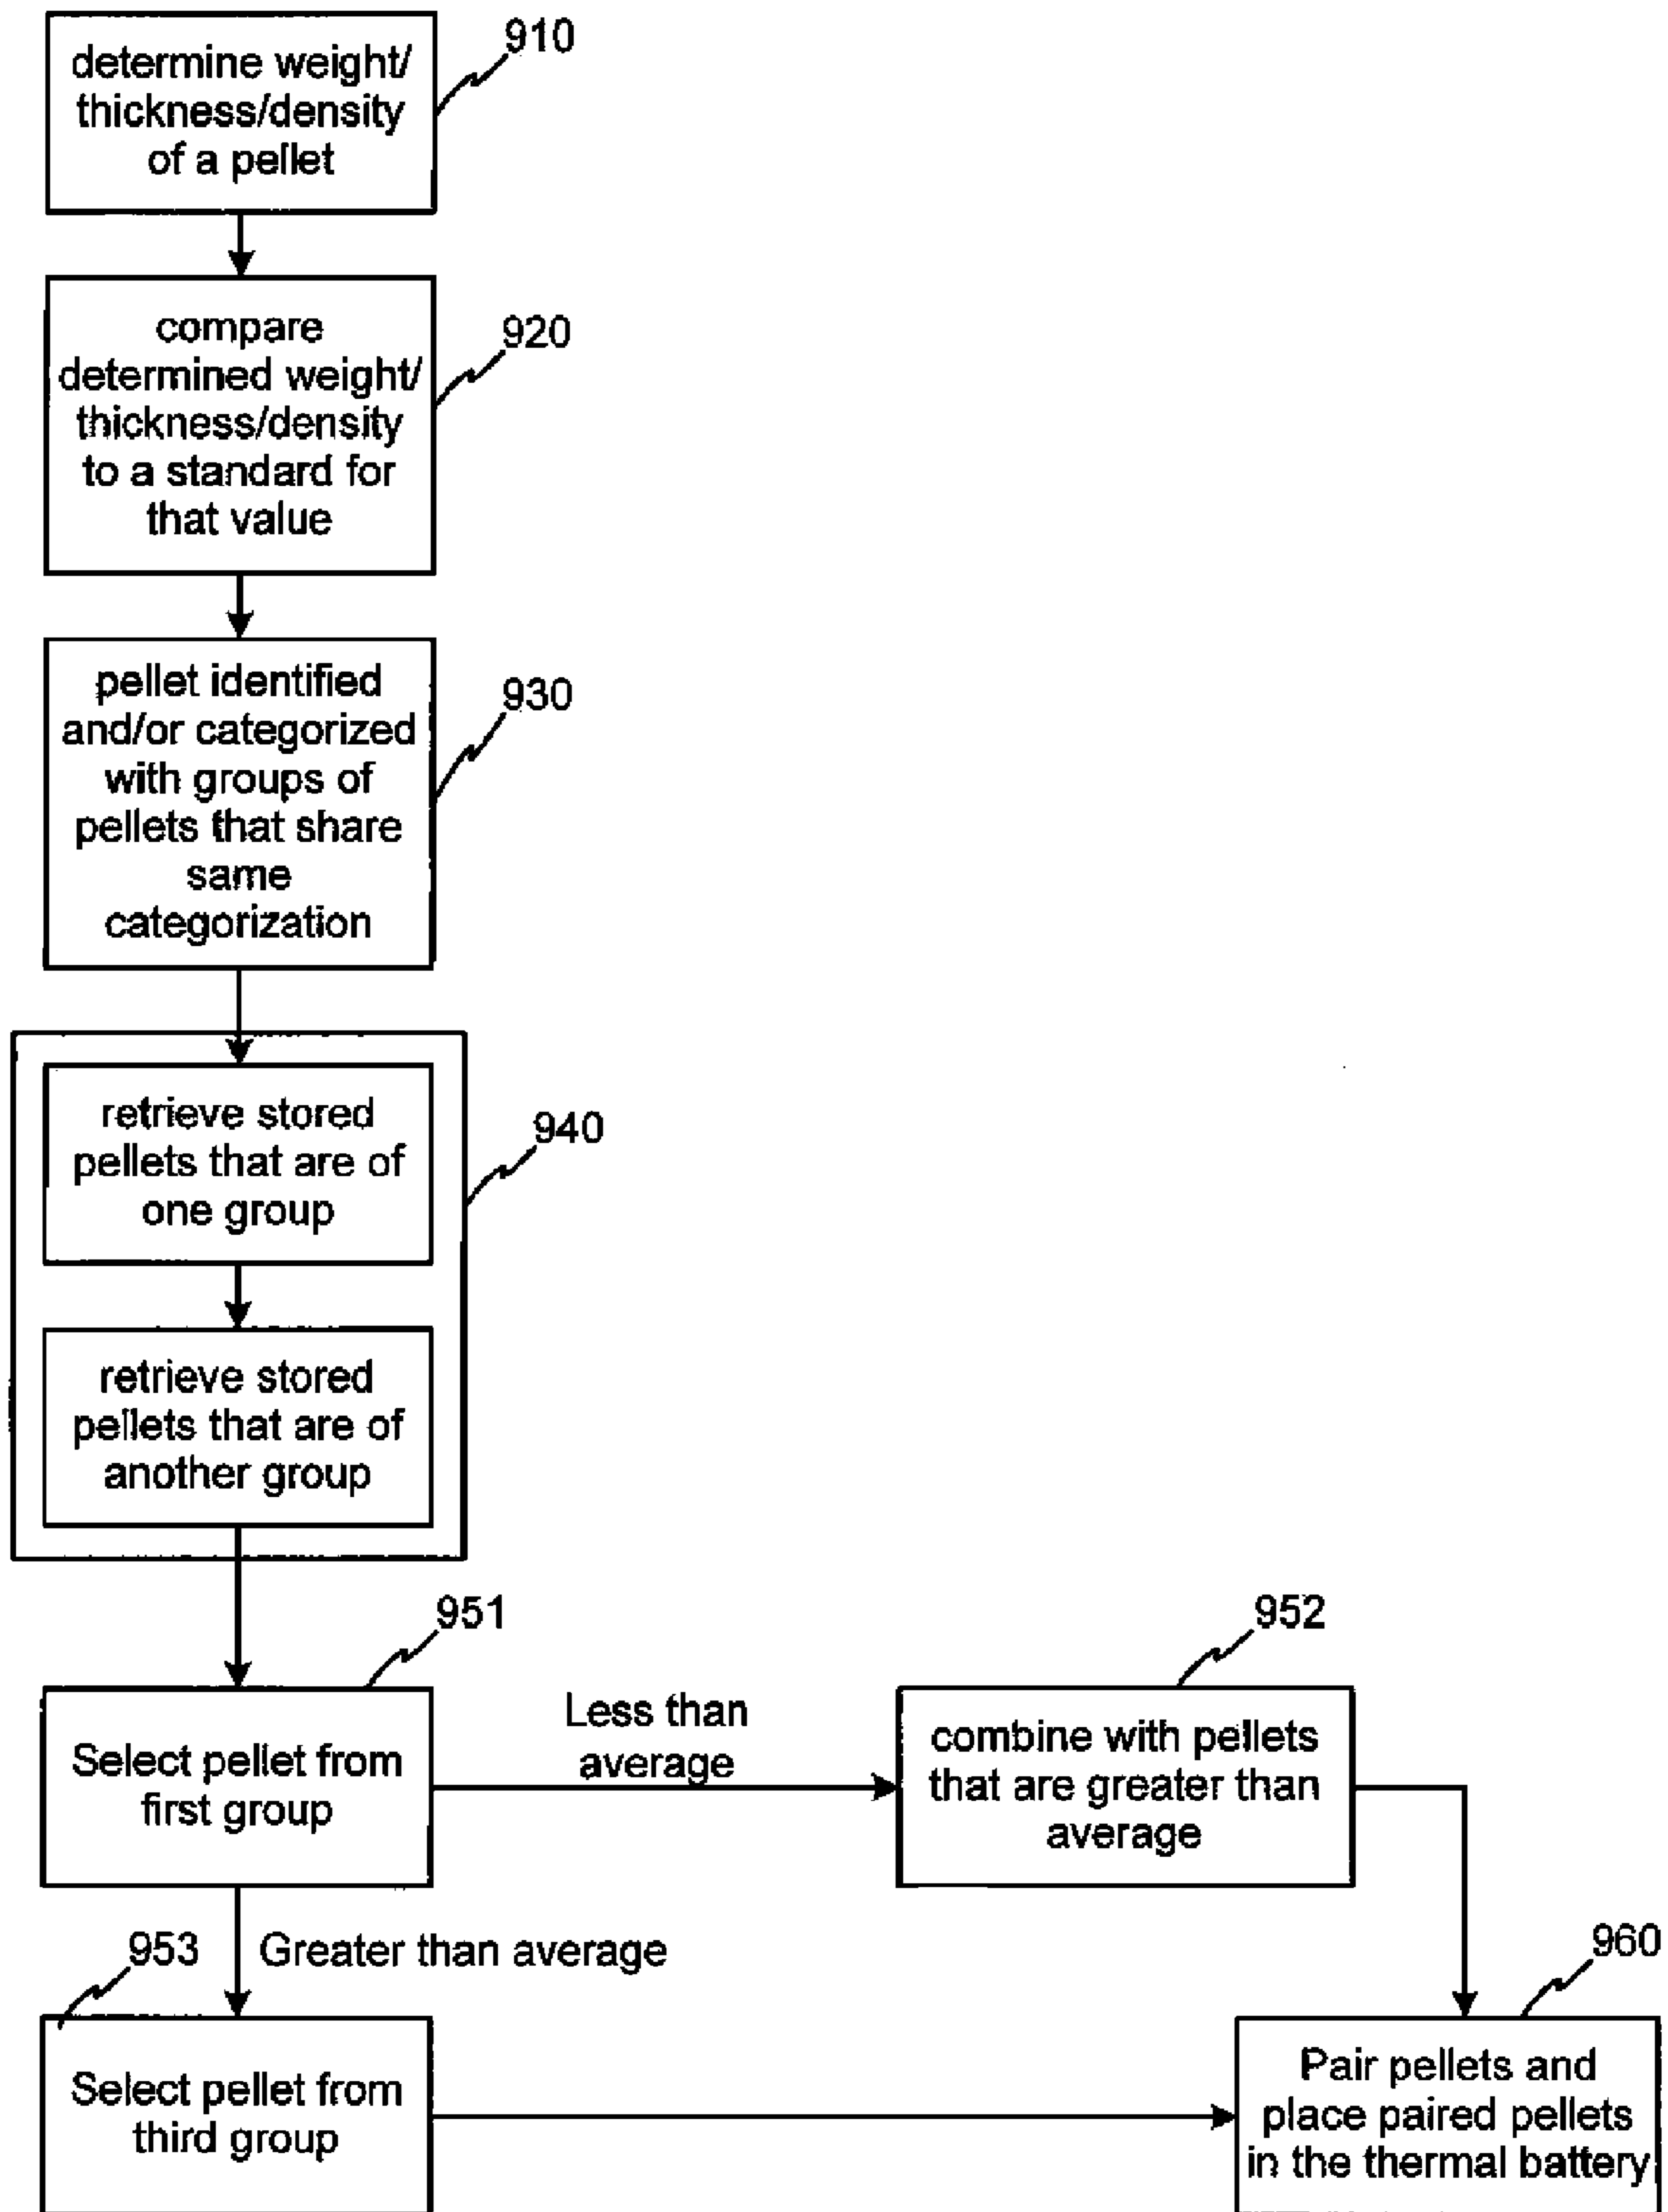 determine weight/
thickness/density
of a pellet
910
compare
determined weight/
thickness/density
to a standard for
that value
920
pellet identified
and/or categorized
with groups of
pellets that share
same
categorization
930
retrieve stored
pellets that are of
one group
940
retrieve stored
pellets that are of
another group
951
Select pellet from
first group
Less than
average
952
combine with pellets
that are greater than
average
953
Greater than average
Select pellet from
third group
960
Pair pellets and
place paired pellets
in the thermal battery